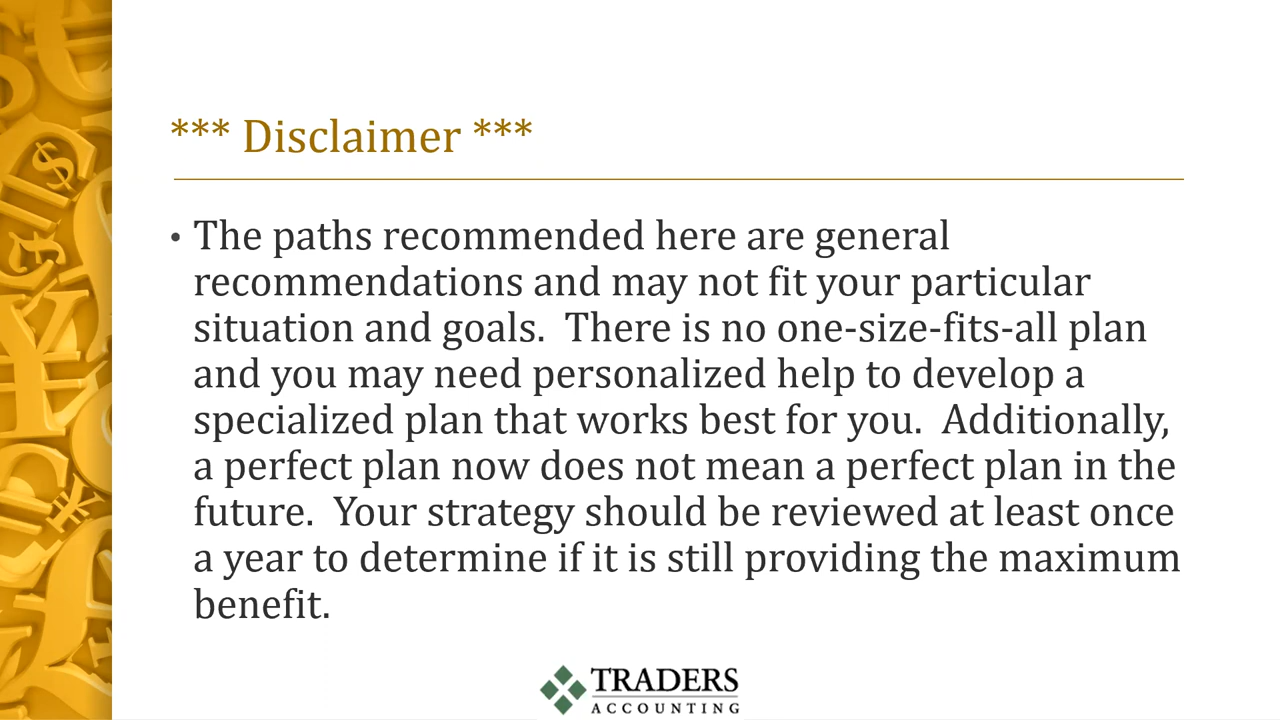 *** Disclaimer ***
• The paths recommended here are general
recommendations and may not fit your particular
situation and goals.  There is no one-size-fits-all plan
and you may need personalized help to develop a
specialized plan that works best for you.  Additionally,
a perfect plan now does not mean a perfect plan in the
future.  Your strategy should be reviewed at least once
a year to determine if it is still providing the maximum
benefit.
TRADERS
ACCOUNTING